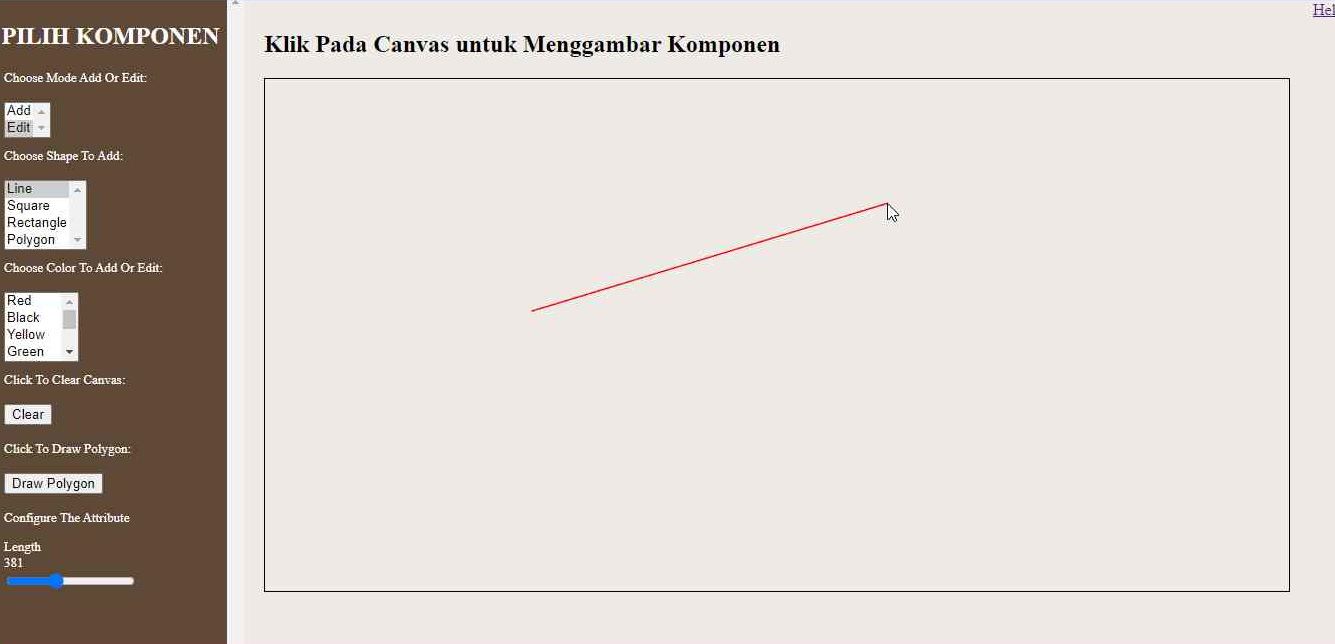 Hel
PILIH KOMPONEN
Klik Pada Canvas untuk Menggambar Komponen
Choose Mode Add Or Edit:
Add
Edit
Choose Shape To Add:
Line
Square
Rectangle
Polygon
Choose Color To Add Or Edit:
Red
Black
Yellow
Green
Click To Clear Canvas:
Clear
Click To Draw Polygon:
Draw Polygon
Configure The Attribute
Length
381